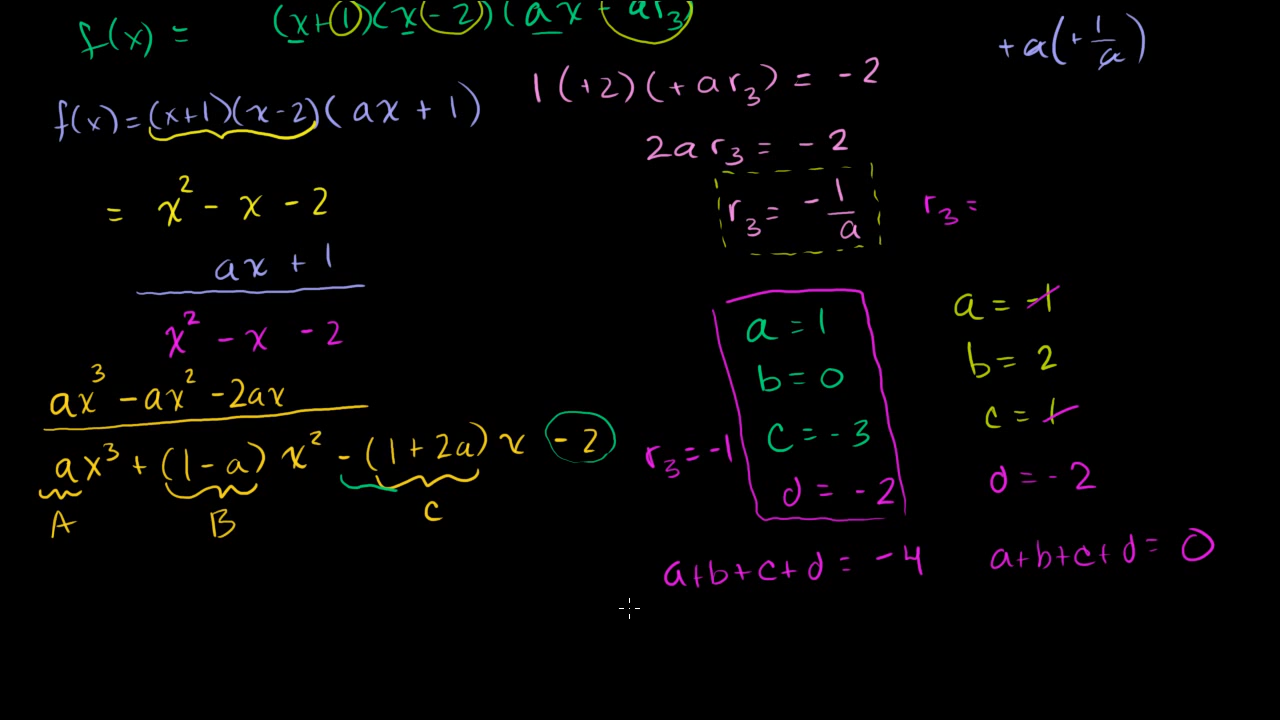 f(x) = (x+1)(x-2)(ax - ar₃)
+a(+1/a)
f(x)=(x+1)(x-2)(ax+1)
1(+2)(+ar₃) = -2
2ar₃ = -2
r₃ = -1/a
r₃ =
= x² - x - 2
ax + 1
x² - x - 2
ax³ - ax² - 2ax
ax³ + (1-a) x² - (1+2a) x - 2
A B C
r₃ = -1
a = 1
b = 0
c = -3
d = -2
a+b+c+d = -4
a = -1
b = 2
c = 1
d = -2
a+b+c+d = 0